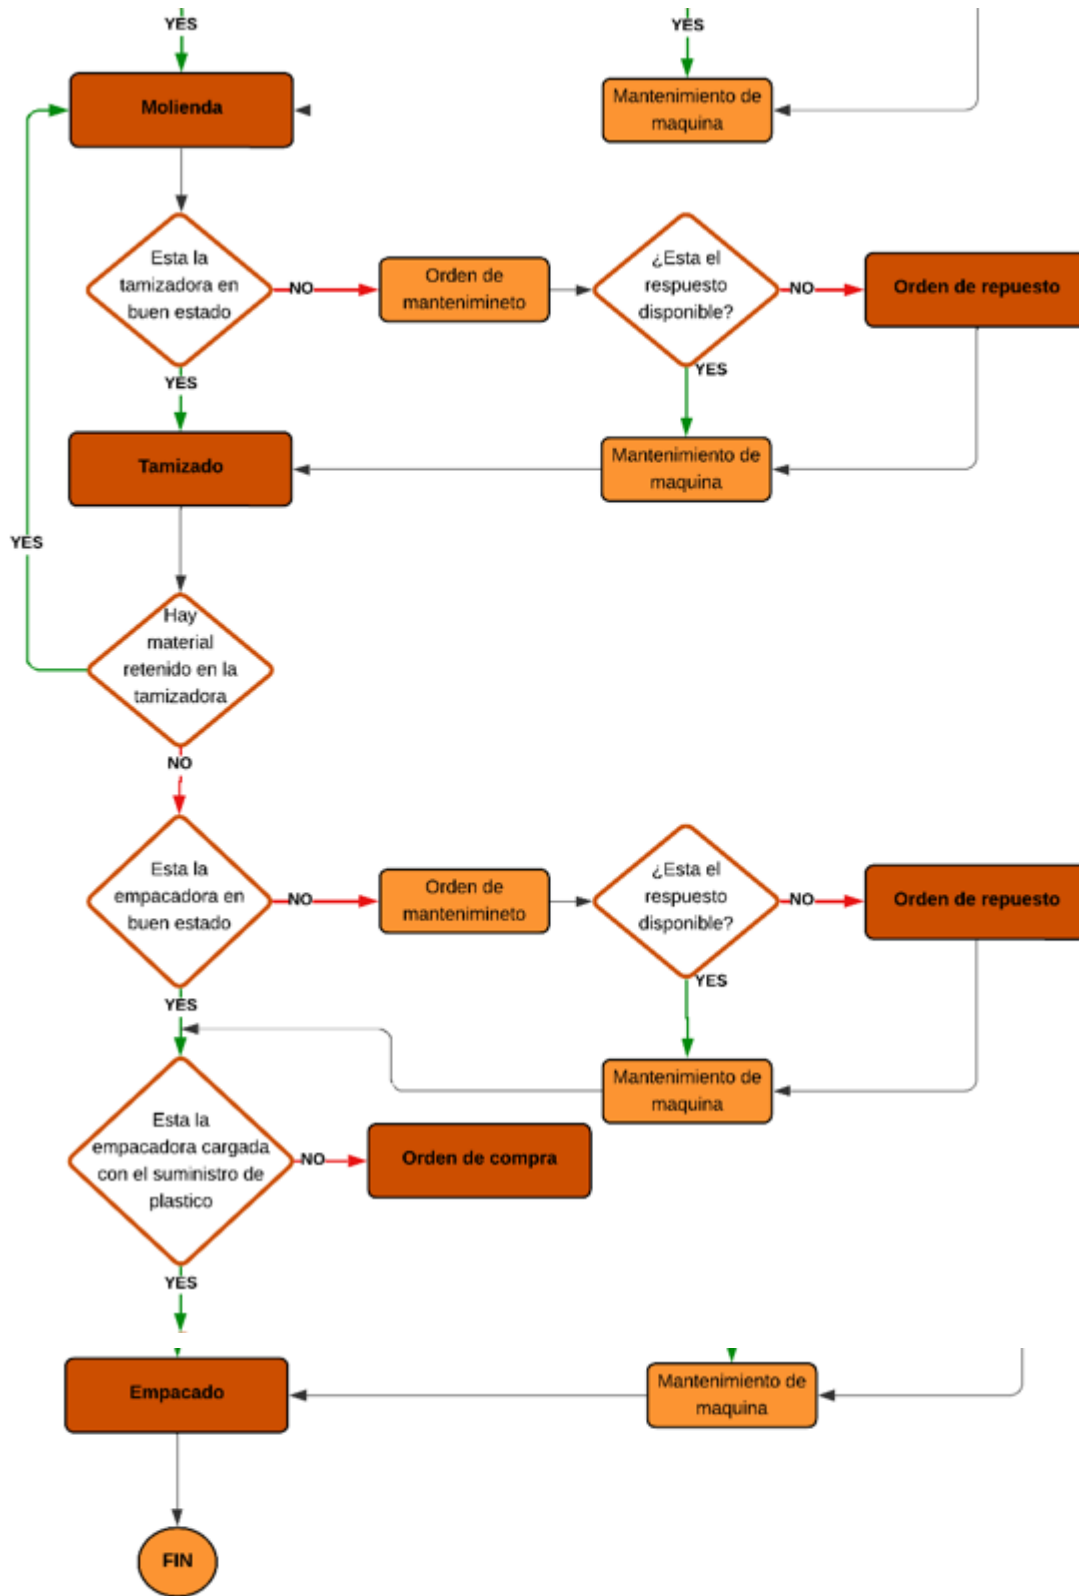 YES
YES
Molienda
Mantenimiento de
maquina
Esta la
tamizadora en
buen estado
NO
Orden de
mantenimineto
¿Esta el
respuesto
disponible?
NO
Orden de repuesto
YES
YES
Tamizado
Mantenimiento de
maquina
YES
Hay
material
retenido en la
tamizadora
NO
Esta la
empacadora en
buen estado
NO
Orden de
mantenimineto
¿Esta el
respuesto
disponible?
NO
Orden de repuesto
YES
YES
Mantenimiento de
maquina
Esta la
empacadora cargada
con el suministro de
plastico
NO
Orden de compra
YES
Empacado
Mantenimiento de
maquina
FIN